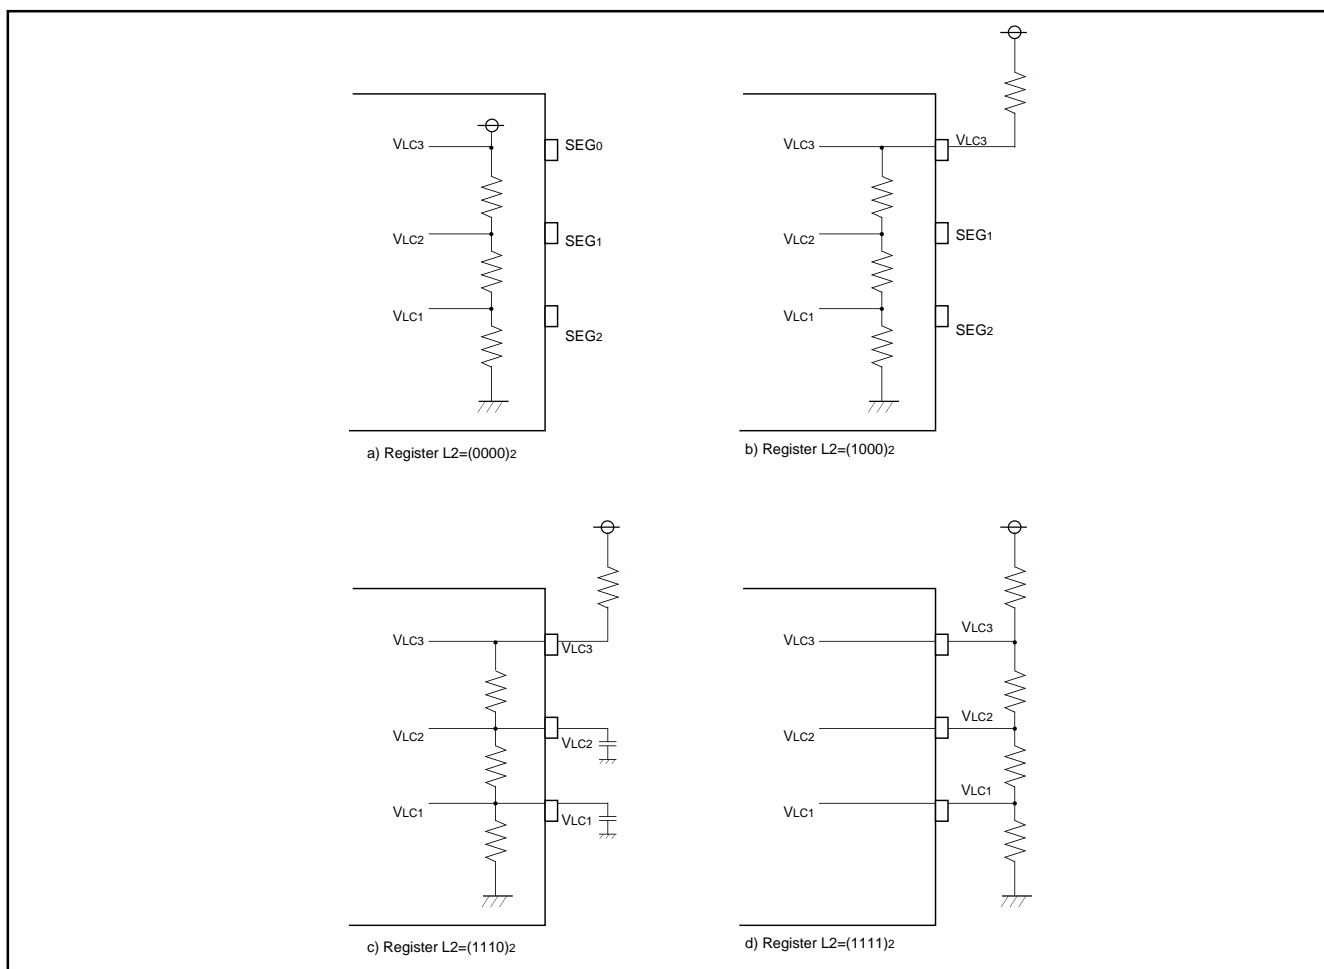 VLC3
SEG0
VLC2
SEG1
VLC1
SEG2
a) Register L2=(0000)2
VLC3
VLC3
VLC2
SEG1
VLC1
SEG2
b) Register L2=(1000)2
VLC3
VLC3
VLC2
VLC2
VLC1
VLC1
c) Register L2=(1110)2
VLC3
VLC3
VLC2
VLC2
VLC1
VLC1
d) Register L2=(1111)2